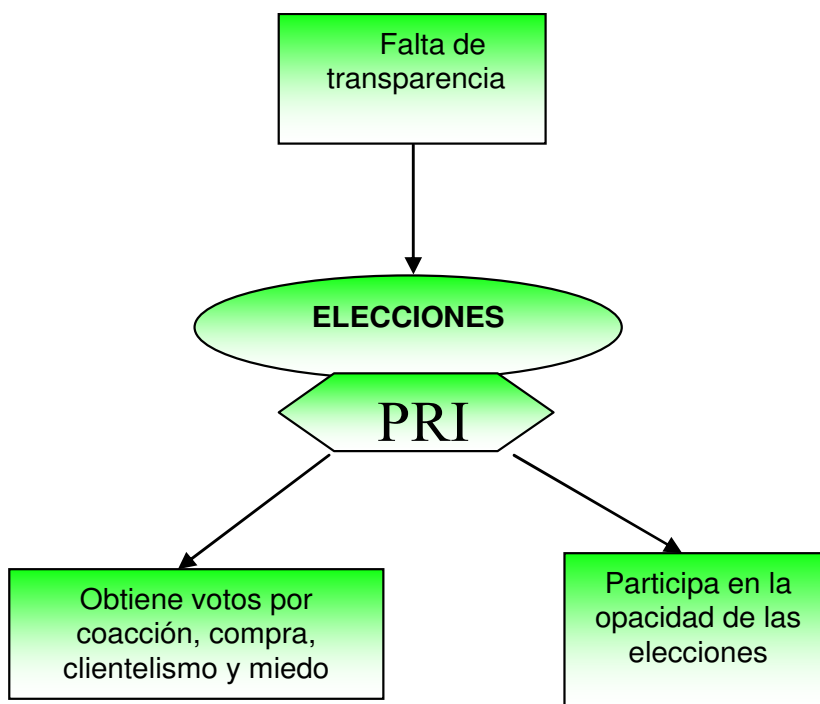 Falta de
transparencia
ELECCIONES
PRI
Obtiene votos por
coacción, compra,
clientelismo y miedo
Participa en la
opacidad de las
elecciones